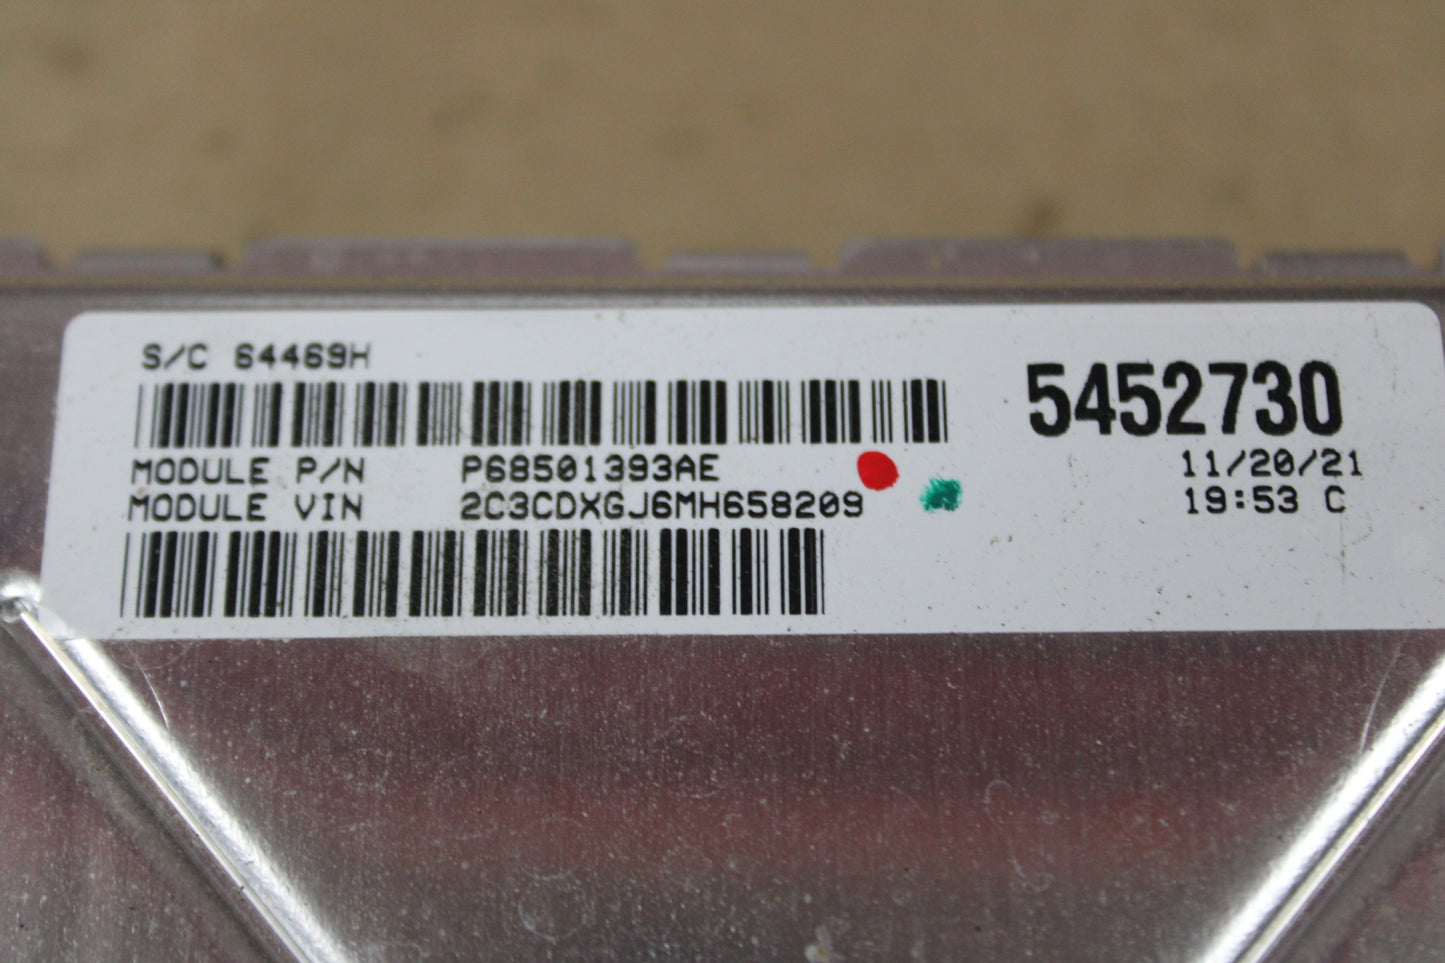 S/C 64469H
5452730
MODULE P/N P68501393AE
11/20/21
MODULE VIN 2C3CDXGJ6MH658209
19:53 C